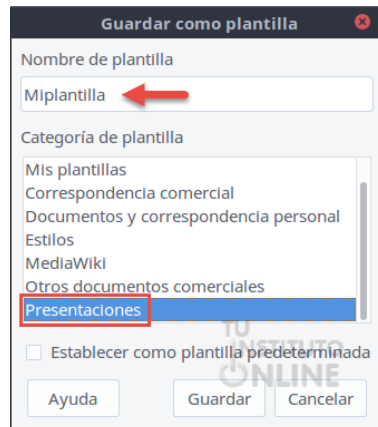 Guardar como plantilla
Nombre de plantilla
Miplantilla
Categoría de plantilla
Mis plantillas
Correspondencia comercial
Documentos y correspondencia personal
Estilos
MediaWiki
Otros documentos comerciales
Presentaciones
TU
INSTITUTO
ONLINE
Establecer como plantilla predeterminada
Ayuda Guardar Cancelar